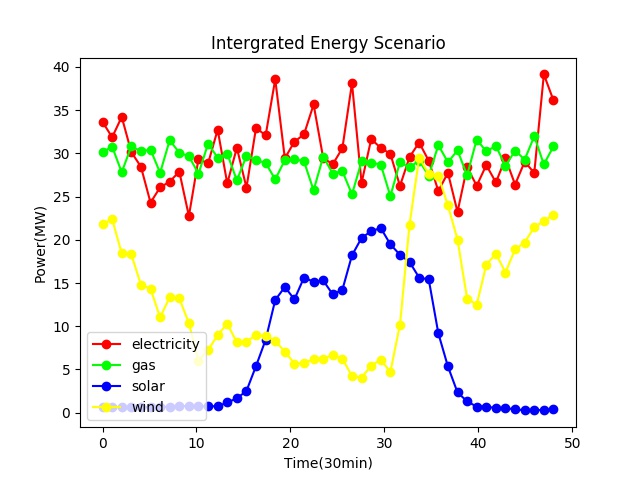 Intergrated Energy Scenario
Power(MW)
40
35
30
25
20
15
10
5
0
electricity
gas
solar
wind
0 10 20 30 40 50
Time(30min)